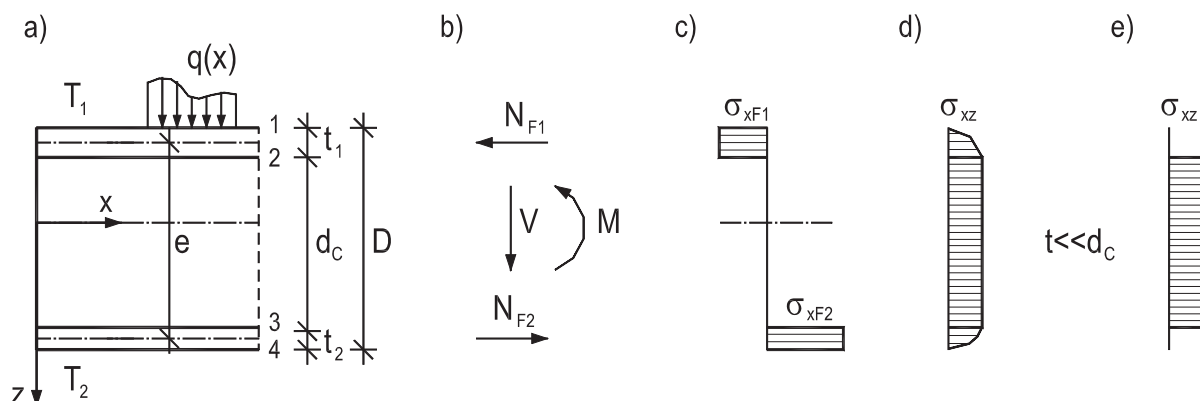 a)
b)
c)
d)
e)
q(x)
T1
1
t1
2
x
e
dC
D
3
t2
4
T2
z
NF1
V
M
NF2
σxF1
σxF2
σxz
t<<dC
σxz